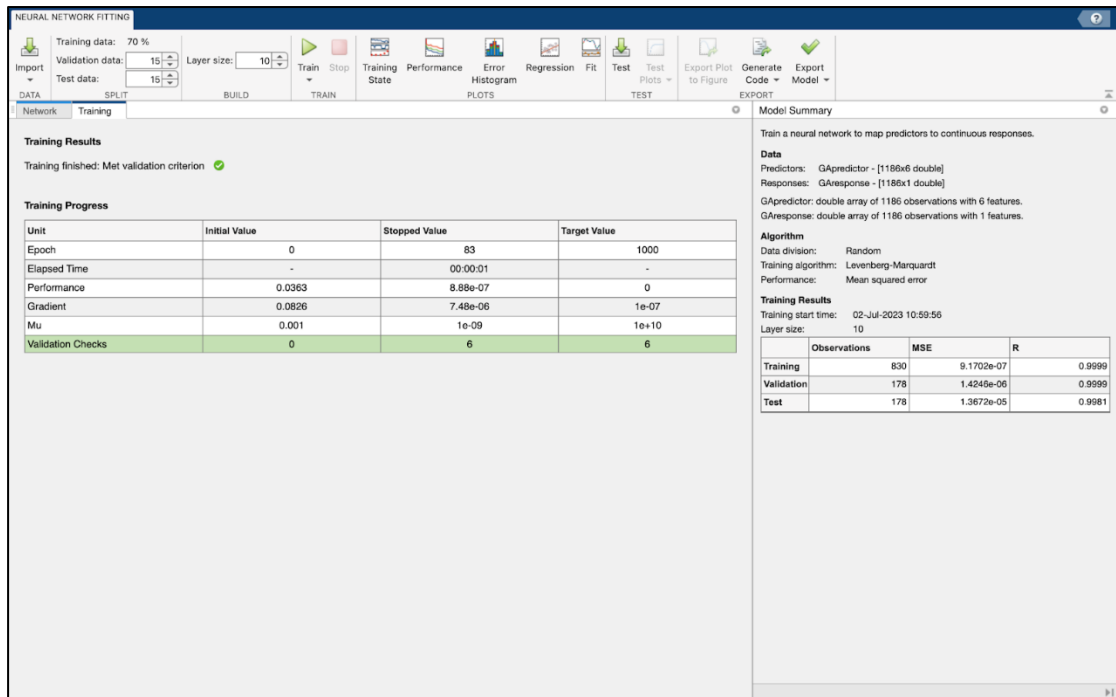 NEURAL NETWORK FITTING
?
Import
DATA
Training data: 70 %
Validation data: 15
Test data: 15
SPLIT
Layer size: 10
BUILD
Train Stop
TRAIN
Training State
Performance
Error Histogram
Regression
Fit
PLOTS
Test
Test Plots
TEST
Export Plot to Figure
Generate Code
Export Model
EXPORT
Network Training
Training Results
Training finished: Met validation criterion
Training Progress
Unit Initial Value Stopped Value Target Value
Epoch 0 83 1000
Elapsed Time - 00:00:01 -
Performance 0.0363 8.88e-07 0
Gradient 0.0826 7.48e-06 1e-07
Mu 0.001 1e-09 1e+10
Validation Checks 0 6 6
Model Summary
Train a neural network to map predictors to continuous responses.
Data
Predictors: GApredictor - [1186x6 double]
Responses: GAresponse - [1186x1 double]
GApredictor: double array of 1186 observations with 6 features.
GAresponse: double array of 1186 observations with 1 features.
Algorithm
Data division: Random
Training algorithm: Levenberg-Marquardt
Performance: Mean squared error
Training Results
Training start time: 02-Jul-2023 10:59:56
Layer size: 10
Observations MSE R
Training 830 9.1702e-07 0.9999
Validation 178 1.4246e-06 0.9999
Test 178 1.3672e-05 0.9981